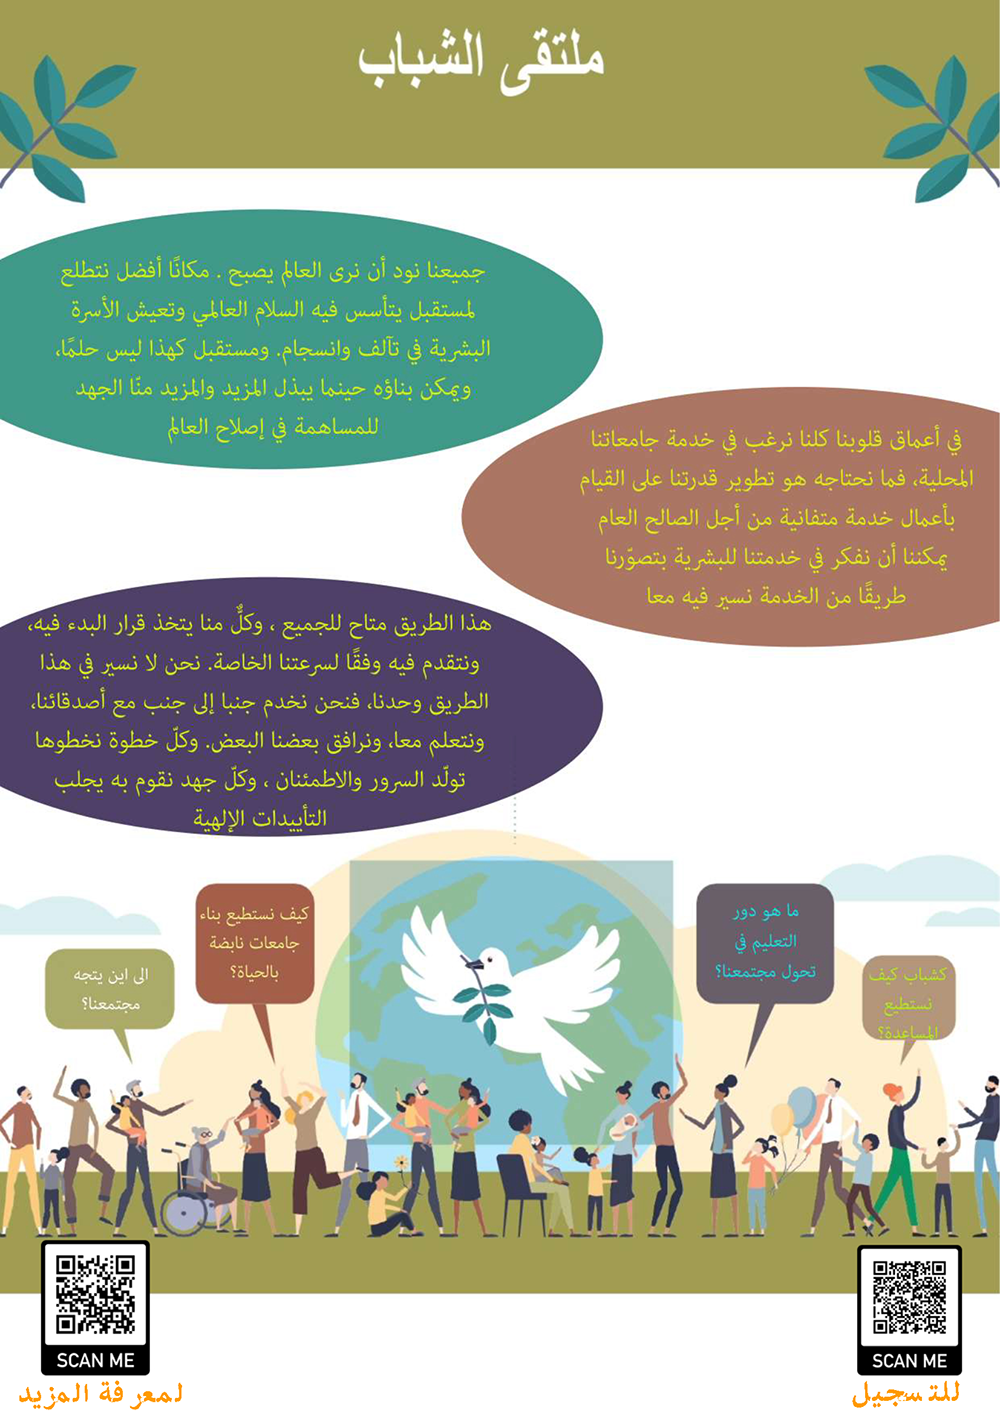 ملتقى الشباب
جميعنا نود أن نرى العالم يصبح . مكانًا أفضل نتطلع
لمستقبل يتأسس فيه السلام العالمي وتعيش الأسرة
البشرية في تآلف وانسجام. ومستقبل كهذا ليس حلمًا،
ويمكن بناؤه حينما يبذل المزيد والمزيد منّا الجهد
للمساهمة في إصلاح العالم
في أعماق قلوبنا كلنا نرغب في خدمة جامعاتنا
المحلية، فما نحتاجه هو تطوير قدرتنا على القيام
بأعمال خدمة متفانية من أجل الصالح العام
يمكننا أن نفكر في خدمتنا للبشرية بتصوّرنا
طريقًا من الخدمة نسير فيه معا
هذا الطريق متاح للجميع ، وكلٌّ منا يتخذ قرار البدء فيه،
ونتقدم فيه وفقًا لسرعتنا الخاصة. نحن لا نسير في هذا
الطريق وحدنا، فنحن نخدم جنبا إلى جنب مع أصدقائنا،
ونتعلم معا، ونرافق بعضنا البعض. وكلّ خطوة نخطوها
تولّد السرور والاطمئنان ، وكلّ جهد نقوم به يجلب
التأييدات الإلهية
ما هو دور
التعليم في
تحول مجتمعنا؟
كيف نستطيع بناء
جامعات نابضة
بالحياة؟
كشباب كيف
نستطيع
المساعدة؟
الى اين يتجه
مجتمعنا؟
SCAN ME
للتسجيل
SCAN ME
لمعرفة المزيد